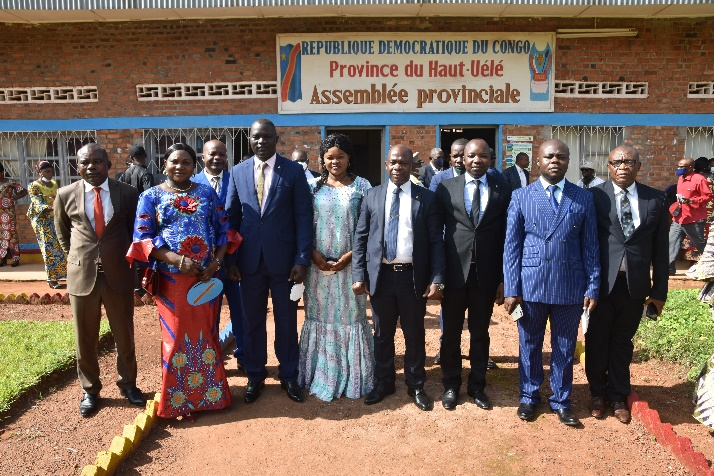 REPUBLIQUE DEMOCRATIQUE DU CONGO
Province du Haut-Uélé
Assemblée provinciale